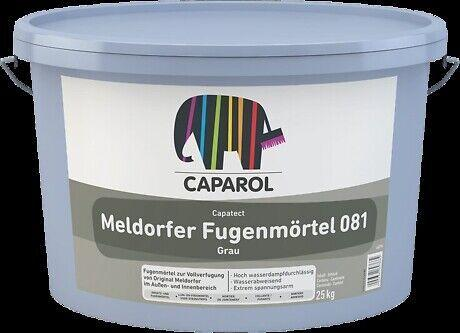 CAPAROL
Capatect
Meldorfer Fugenmörtel 081
Grau
Fugenmörtel zur Vollverfugung
von Original Meldorfer
im Außen- und Innenbereich
· Hoch wasserdampfdurchlässig
· Wasserabweisend
· Extrem spannungsarm
25 kg